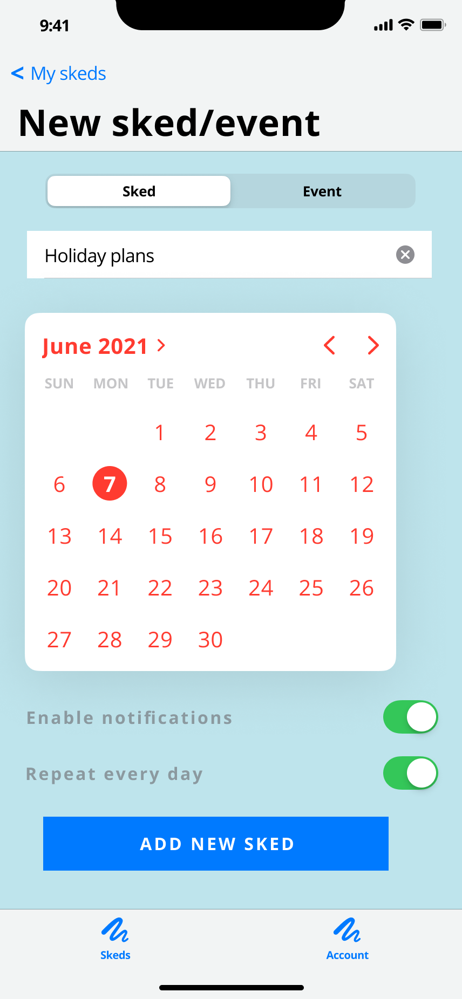 9:41
< My skeds
New sked/event
Sked Event
Holiday plans
June 2021
SUN MON TUE WED THU FRI SAT
1 2 3 4 5
6 7 8 9 10 11 12
13 14 15 16 17 18 19
20 21 22 23 24 25 26
27 28 29 30
Enable notifications
Repeat every day
ADD NEW SKED
Skeds Account